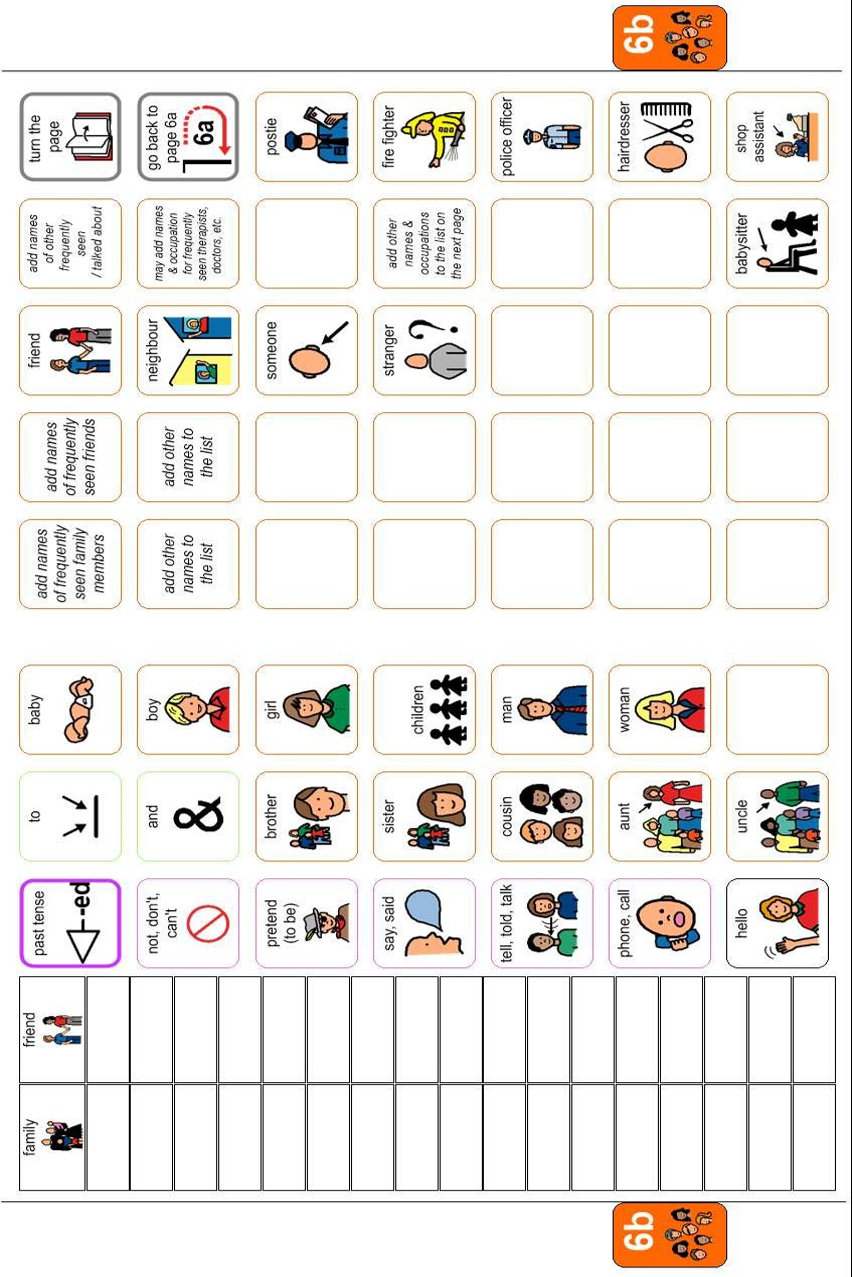 family
friend
past tense
--ed
to
baby
add names
of frequently
seen family
members
add names
of frequently
seen friends
friend
add names
of other
frequently
seen
/ talked about
turn the
page
not, don't,
can't
and
&
boy
add other
names to
the list
add other
names to
the list
neighbour
may add names
& occupation
for frequently
seen therapists,
doctors, etc.
go back to
page 6a
6a
pretend
(to be)
brother
girl
someone
postie
say, said
sister
children
stranger
?
add other
names &
occupations
to the list on
the next page
fire fighter
tell, told, talk
cousin
man
police officer
6b
phone, call
aunt
woman
hairdresser
6b
hello
uncle
babysitter
shop
assistant